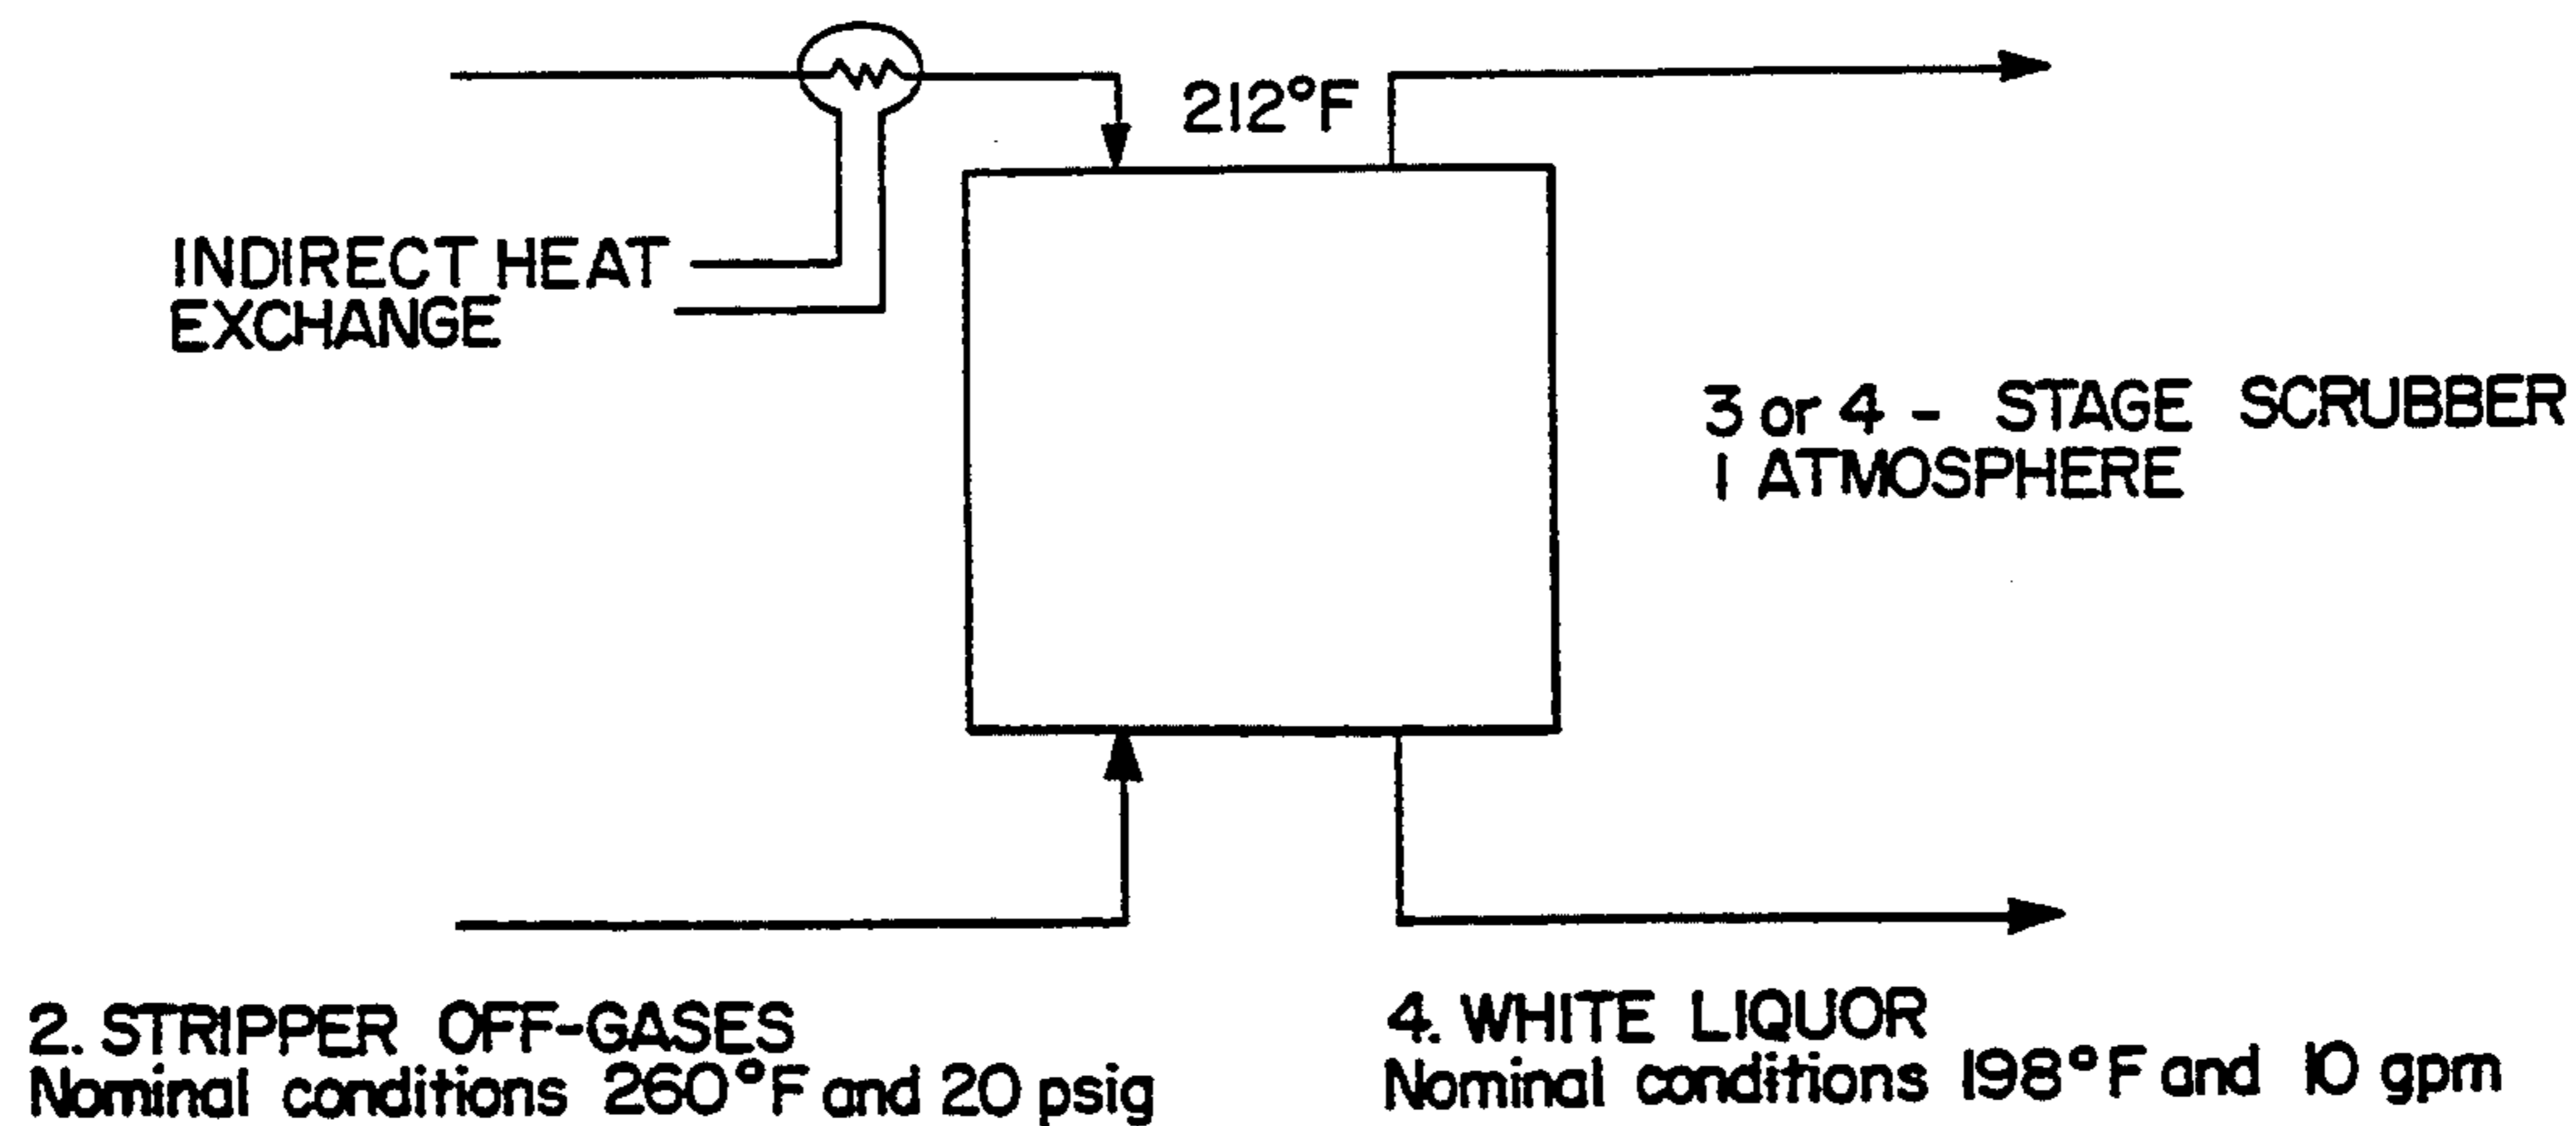 212°F
INDIRECT HEAT
EXCHANGE
3 or 4 - STAGE SCRUBBER
1 ATMOSPHERE
2. STRIPPER OFF-GASES
Nominal conditions 260°F and 20 psig
4. WHITE LIQUOR
Nominal conditions 198°F and 10 gpm